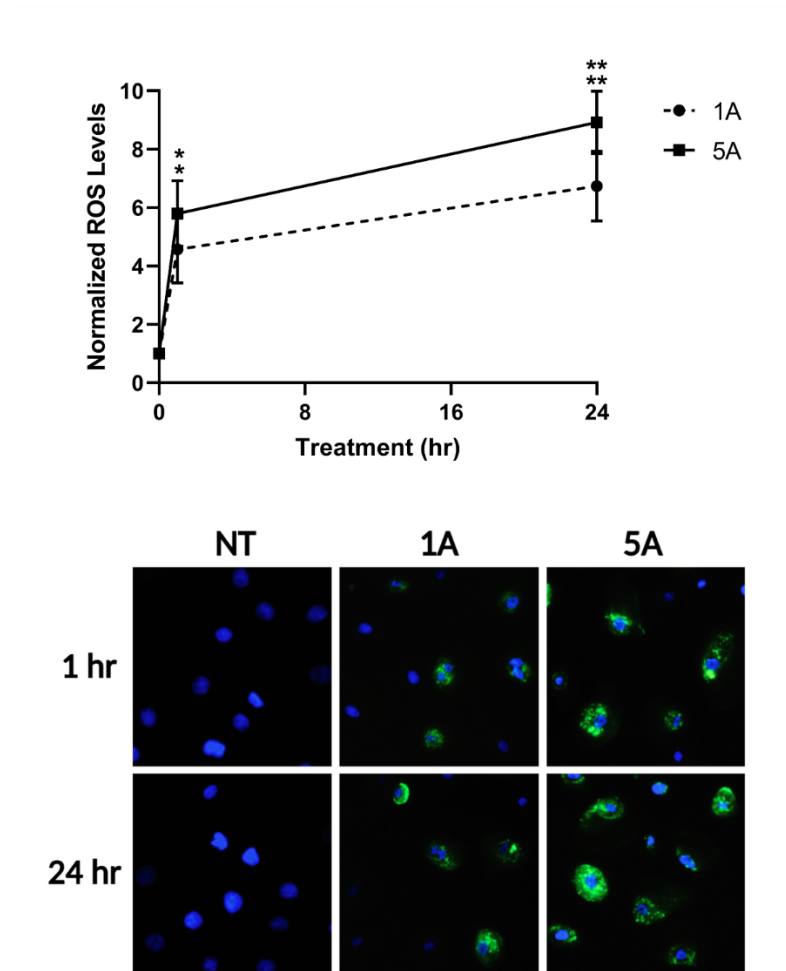 **
**
*
*
10
8
6
4
2
0
Normalized ROS Levels
0 8 16 24
Treatment (hr)
1A
5A
NT 1A 5A
1 hr
24 hr